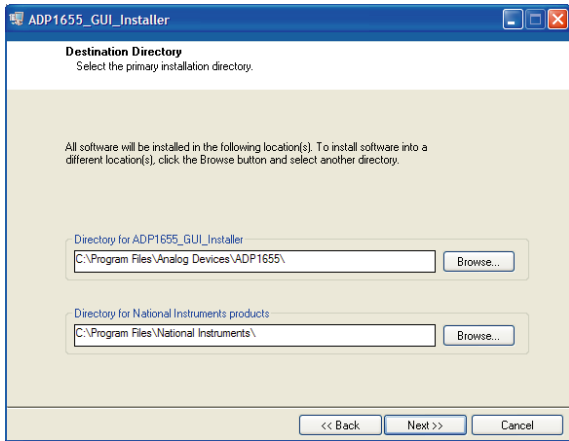 ADP1655_GUI_Installer
Destination Directory
Select the primary installation directory.
All software will be installed in the following location(s). To install software into a
different location(s), click the Browse button and select another directory.
Directory for ADP1655_GUI_Installer
C:\Program Files\Analog Devices\ADP1655\
Browse...
Directory for National Instruments products
C:\Program Files\National Instruments\
Browse...
<< Back
Next >>
Cancel